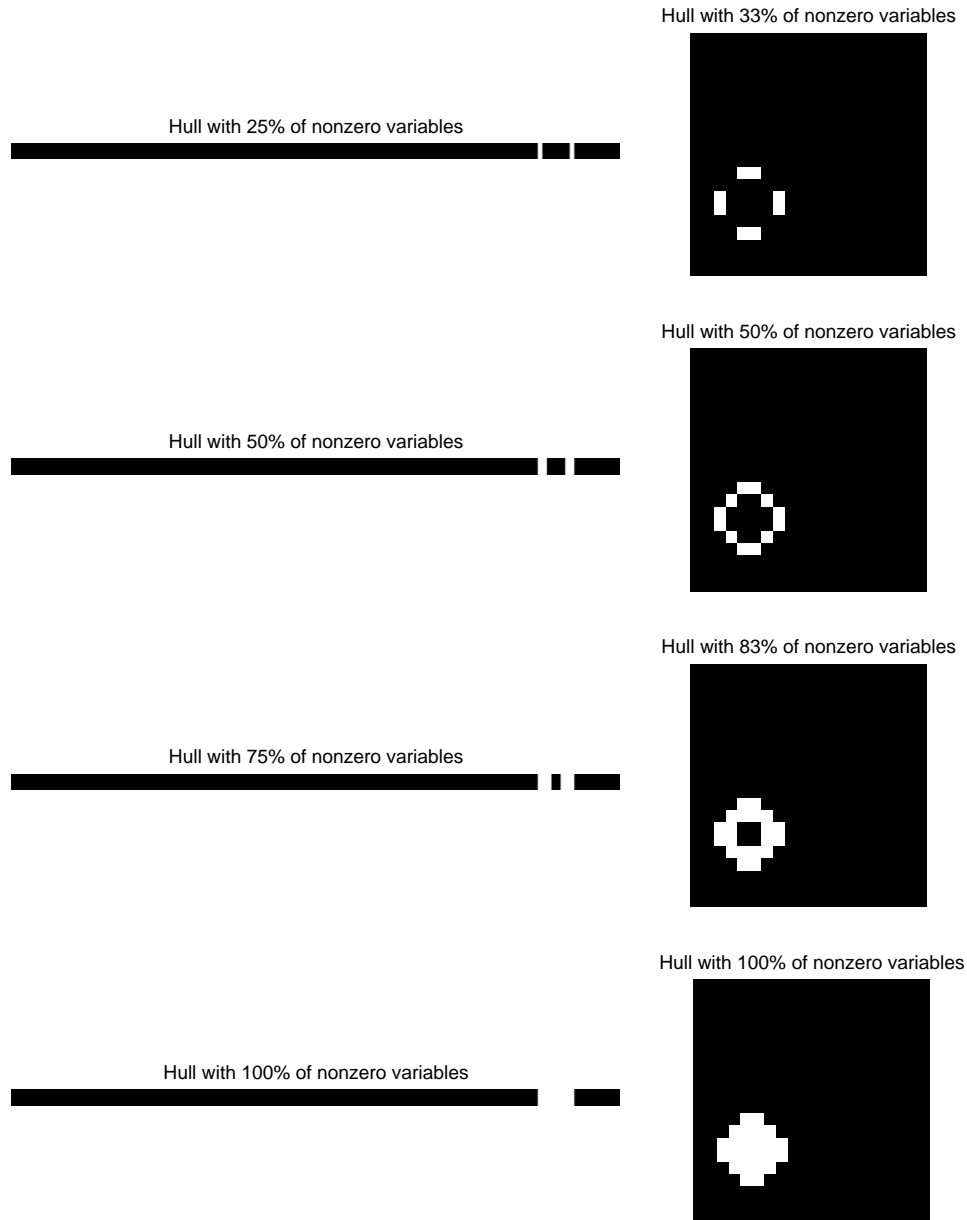 Hull with 33% of nonzero variables
Hull with 25% of nonzero variables
Hull with 50% of nonzero variables
Hull with 50% of nonzero variables
Hull with 83% of nonzero variables
Hull with 75% of nonzero variables
Hull with 100% of nonzero variables
Hull with 100% of nonzero variables